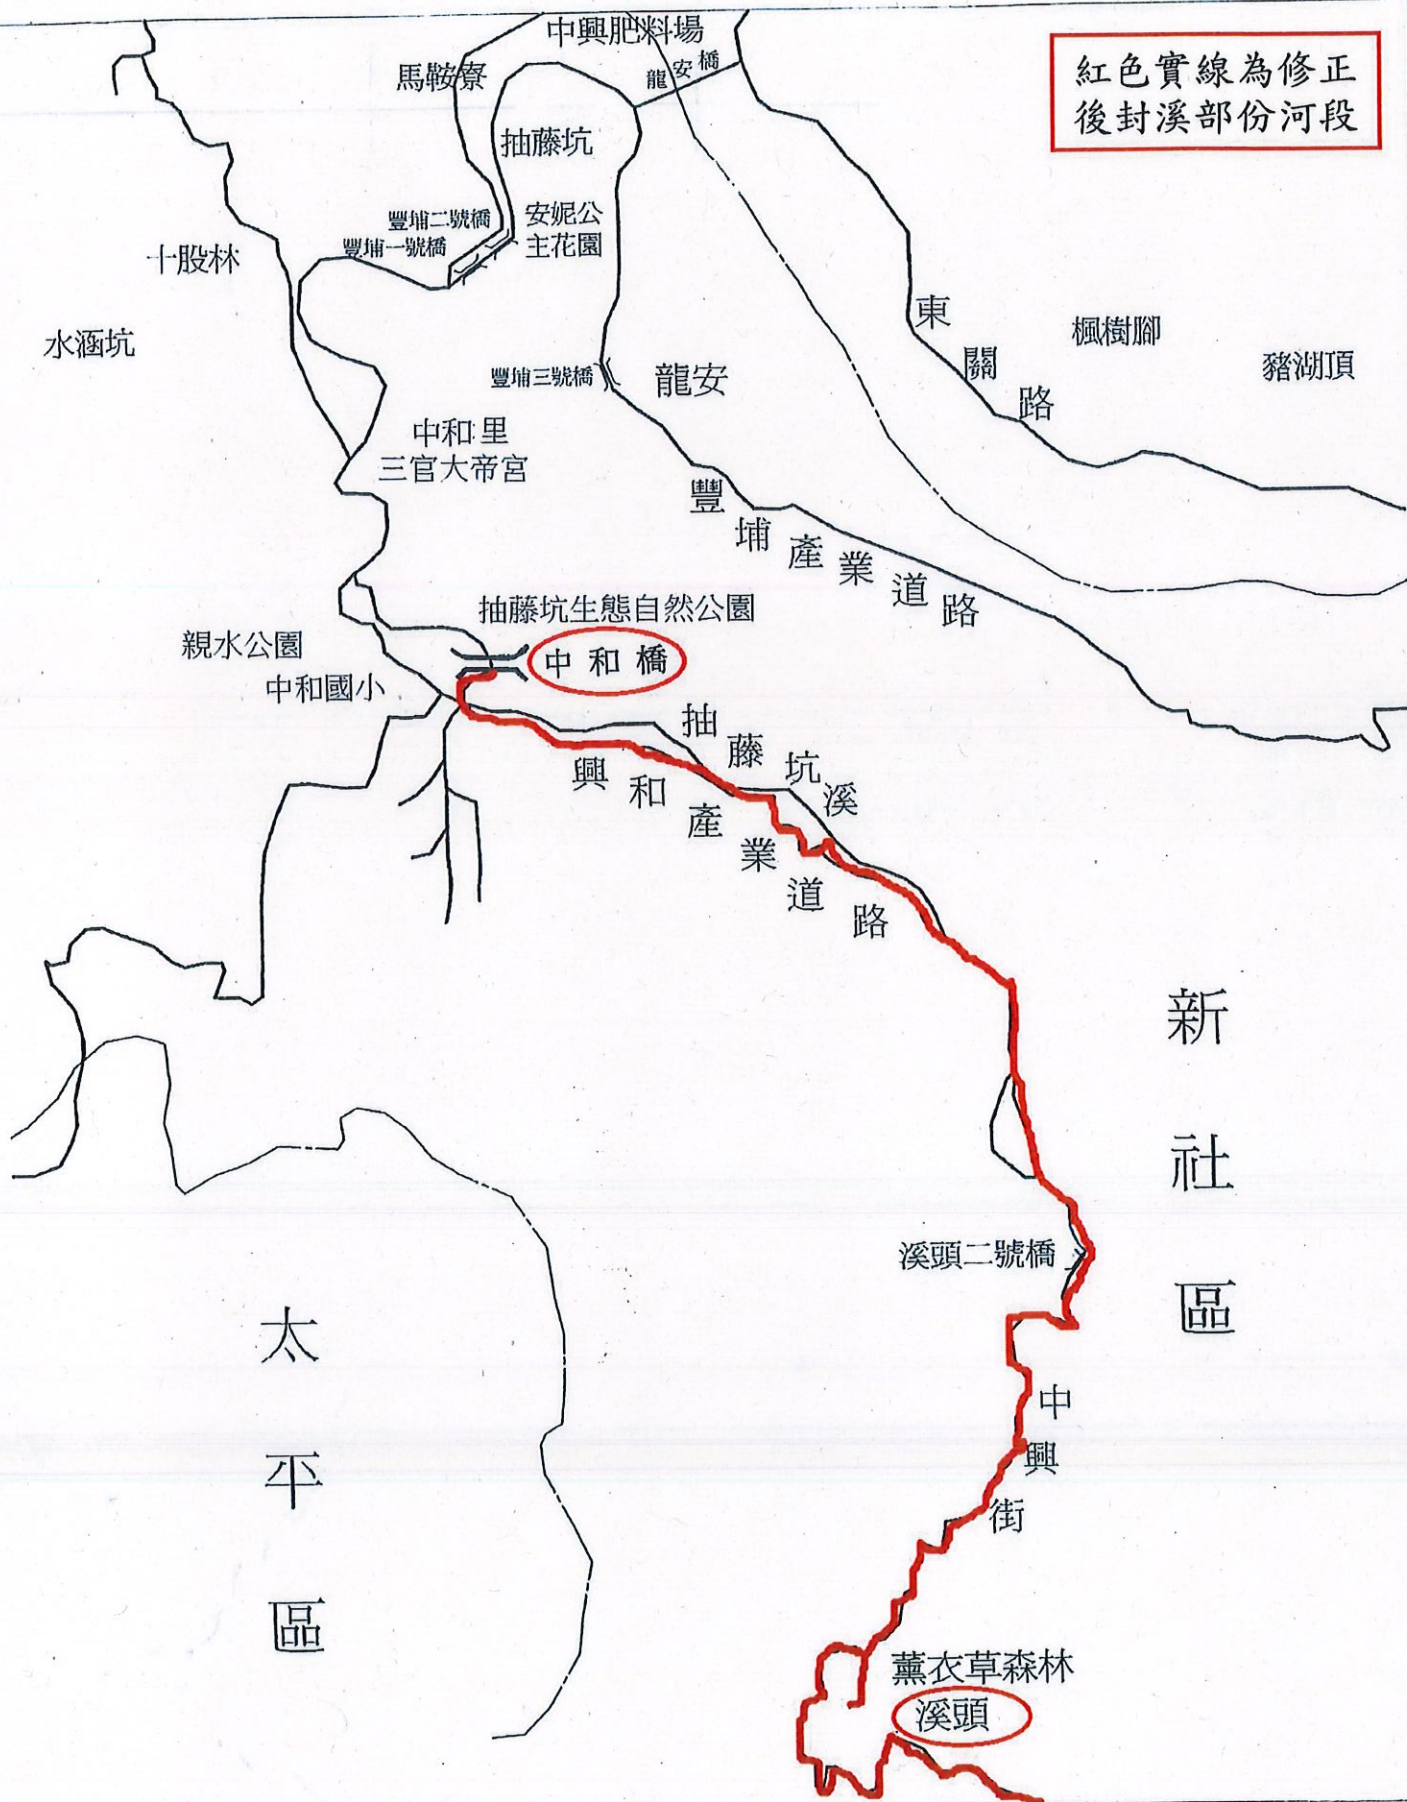 中興肥料場
紅色實線為修正
後封溪部份河段
馬鞍寮
龍安橋
抽藤坑
豐埔二號橋
安妮公
主花園
豐埔一號橋
十股林
水涵坑
東關路
楓樹腳
豬湖頂
豐埔三號橋
龍安
中和里
三官大帝宮
豐埔產業道路
抽藤坑生態自然公園
親水公園
中和橋
中和國小
抽藤坑溪
興和產業道路
新社區
溪頭二號橋
太平區
中興街
薰衣草森林
溪頭